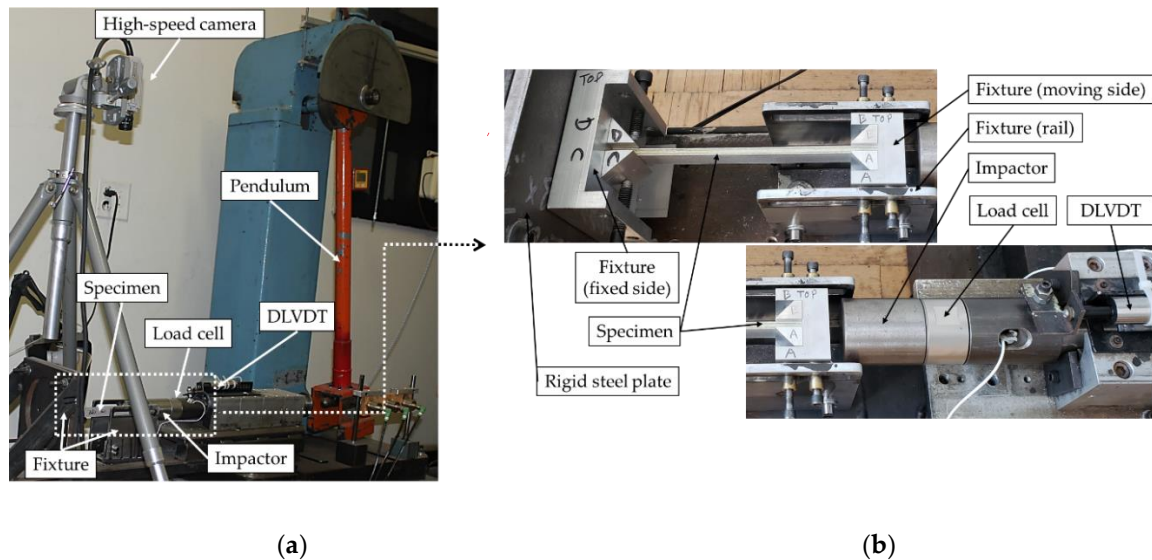 High-speed camera
Pendulum
Specimen
Load cell
DLVDT
Fixture
Impactor
(a)
TOP
D
C
D
C
B TOP
A
A
Fixture (moving side)
Fixture (rail)
Impactor
Load cell
DLVDT
Fixture
(fixed side)
Specimen
Rigid steel plate
B TOP
A
A
(b)